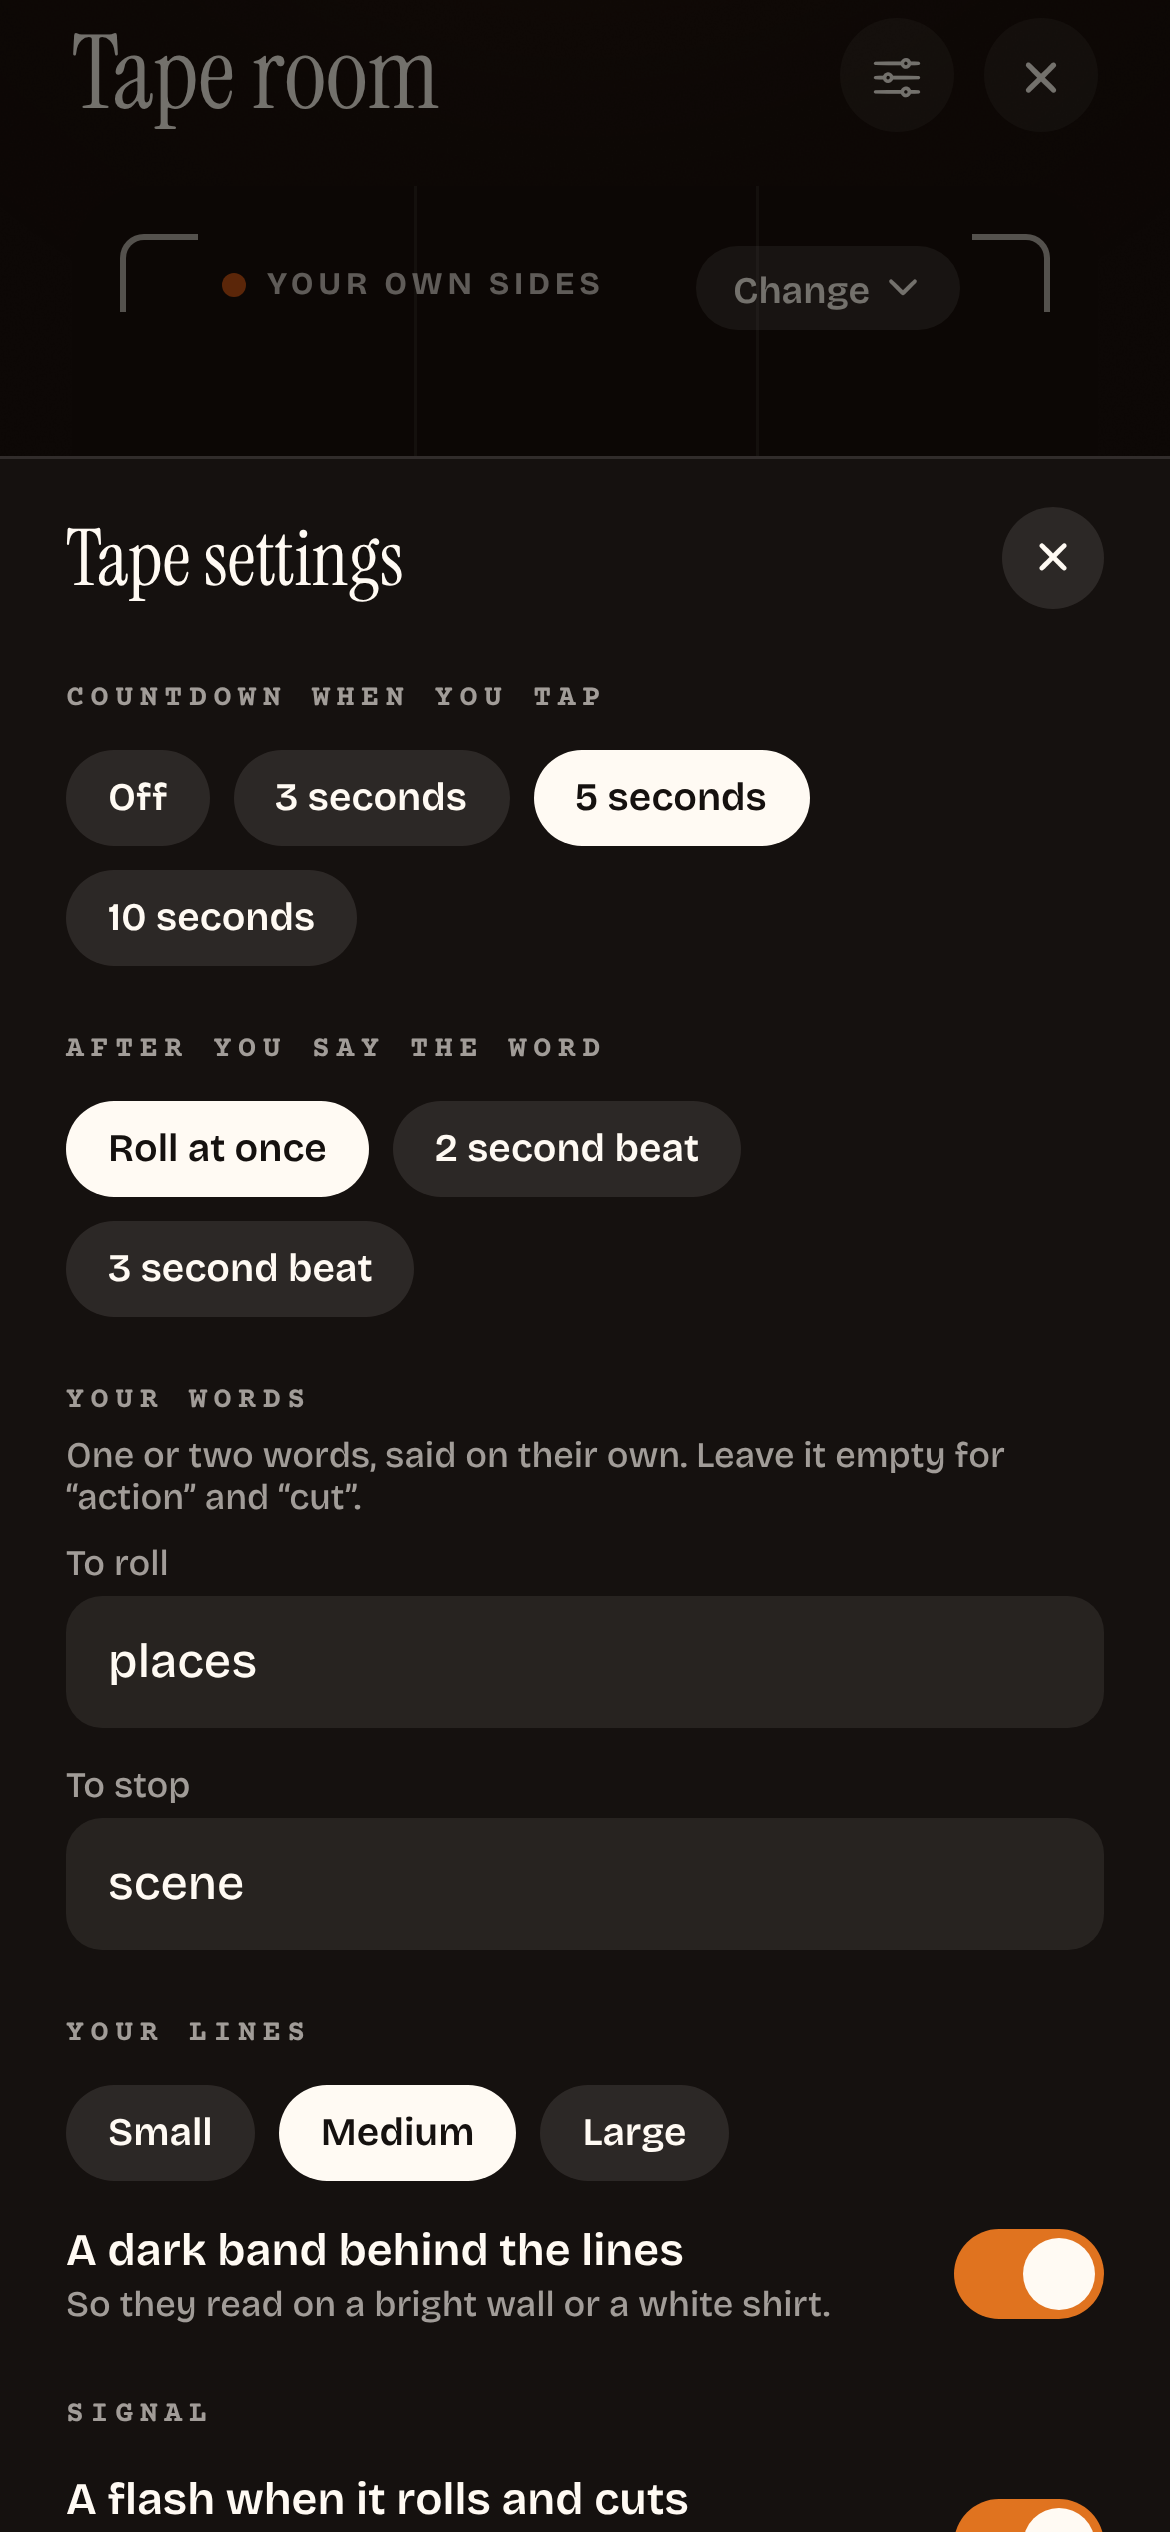 Tape room
YOUR OWN SIDES
Change
Tape settings
COUNTDOWN WHEN YOU TAP
Off
3 seconds
5 seconds
10 seconds
AFTER YOU SAY THE WORD
Roll at once
2 second beat
3 second beat
YOUR WORDS
One or two words, said on their own. Leave it empty for
“action” and “cut”.
To roll
places
To stop
scene
YOUR LINES
Small
Medium
Large
A dark band behind the lines
So they read on a bright wall or a white shirt.
SIGNAL
A flash when it rolls and cuts